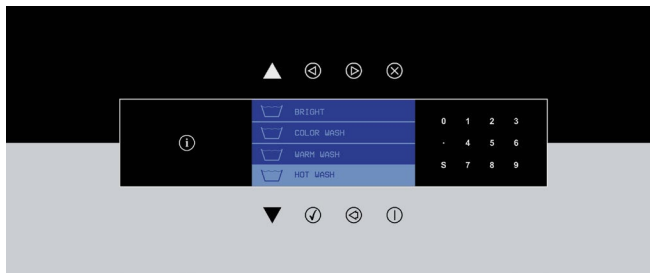 BRIGHT
COLOR WASH
WARM WASH
HOT WASH
i
0 1 2 3
. 4 5 6
S 7 8 9